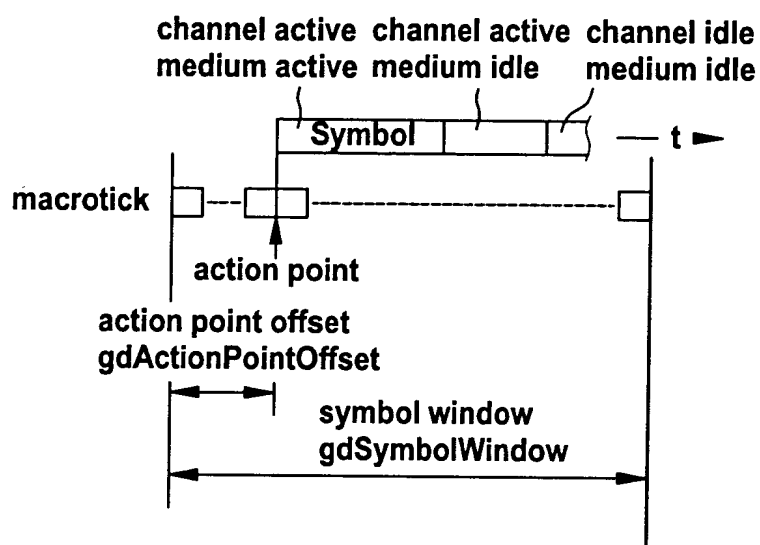 channel active channel active channel idle
medium active medium idle medium idle
Symbol
t
macrotick
action point
action point offset
gdActionPointOffset
symbol window
gdSymbolWindow